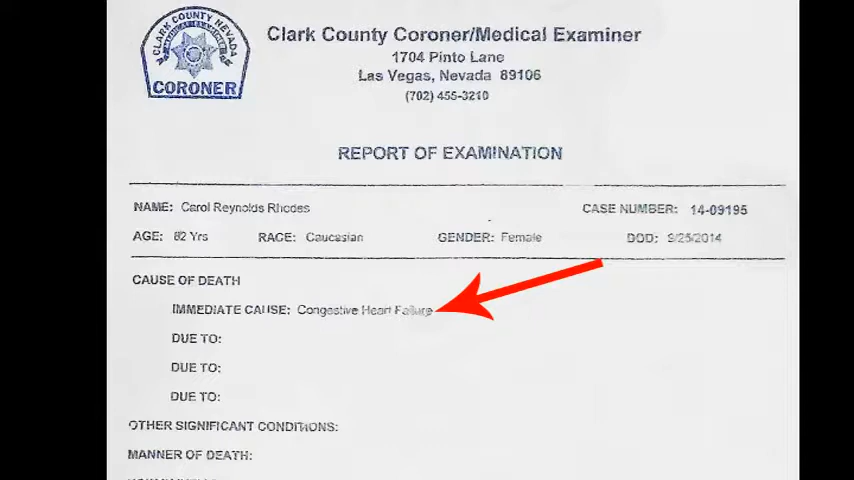 CLARK COUNTY NEVADA
CORONER
Clark County Coroner/Medical Examiner
1704 Pinto Lane
Las Vegas, Nevada 89106
(702) 455-3210
REPORT OF EXAMINATION
NAME: Carol Reynolds Rhodes CASE NUMBER: 14-09195
AGE: 82 Yrs RACE: Caucasian GENDER: Female DOD: 9/25/2014
CAUSE OF DEATH
IMMEDIATE CAUSE: Congestive Heart Failure
DUE TO:
DUE TO:
DUE TO:
OTHER SIGNIFICANT CONDITIONS:
MANNER OF DEATH: